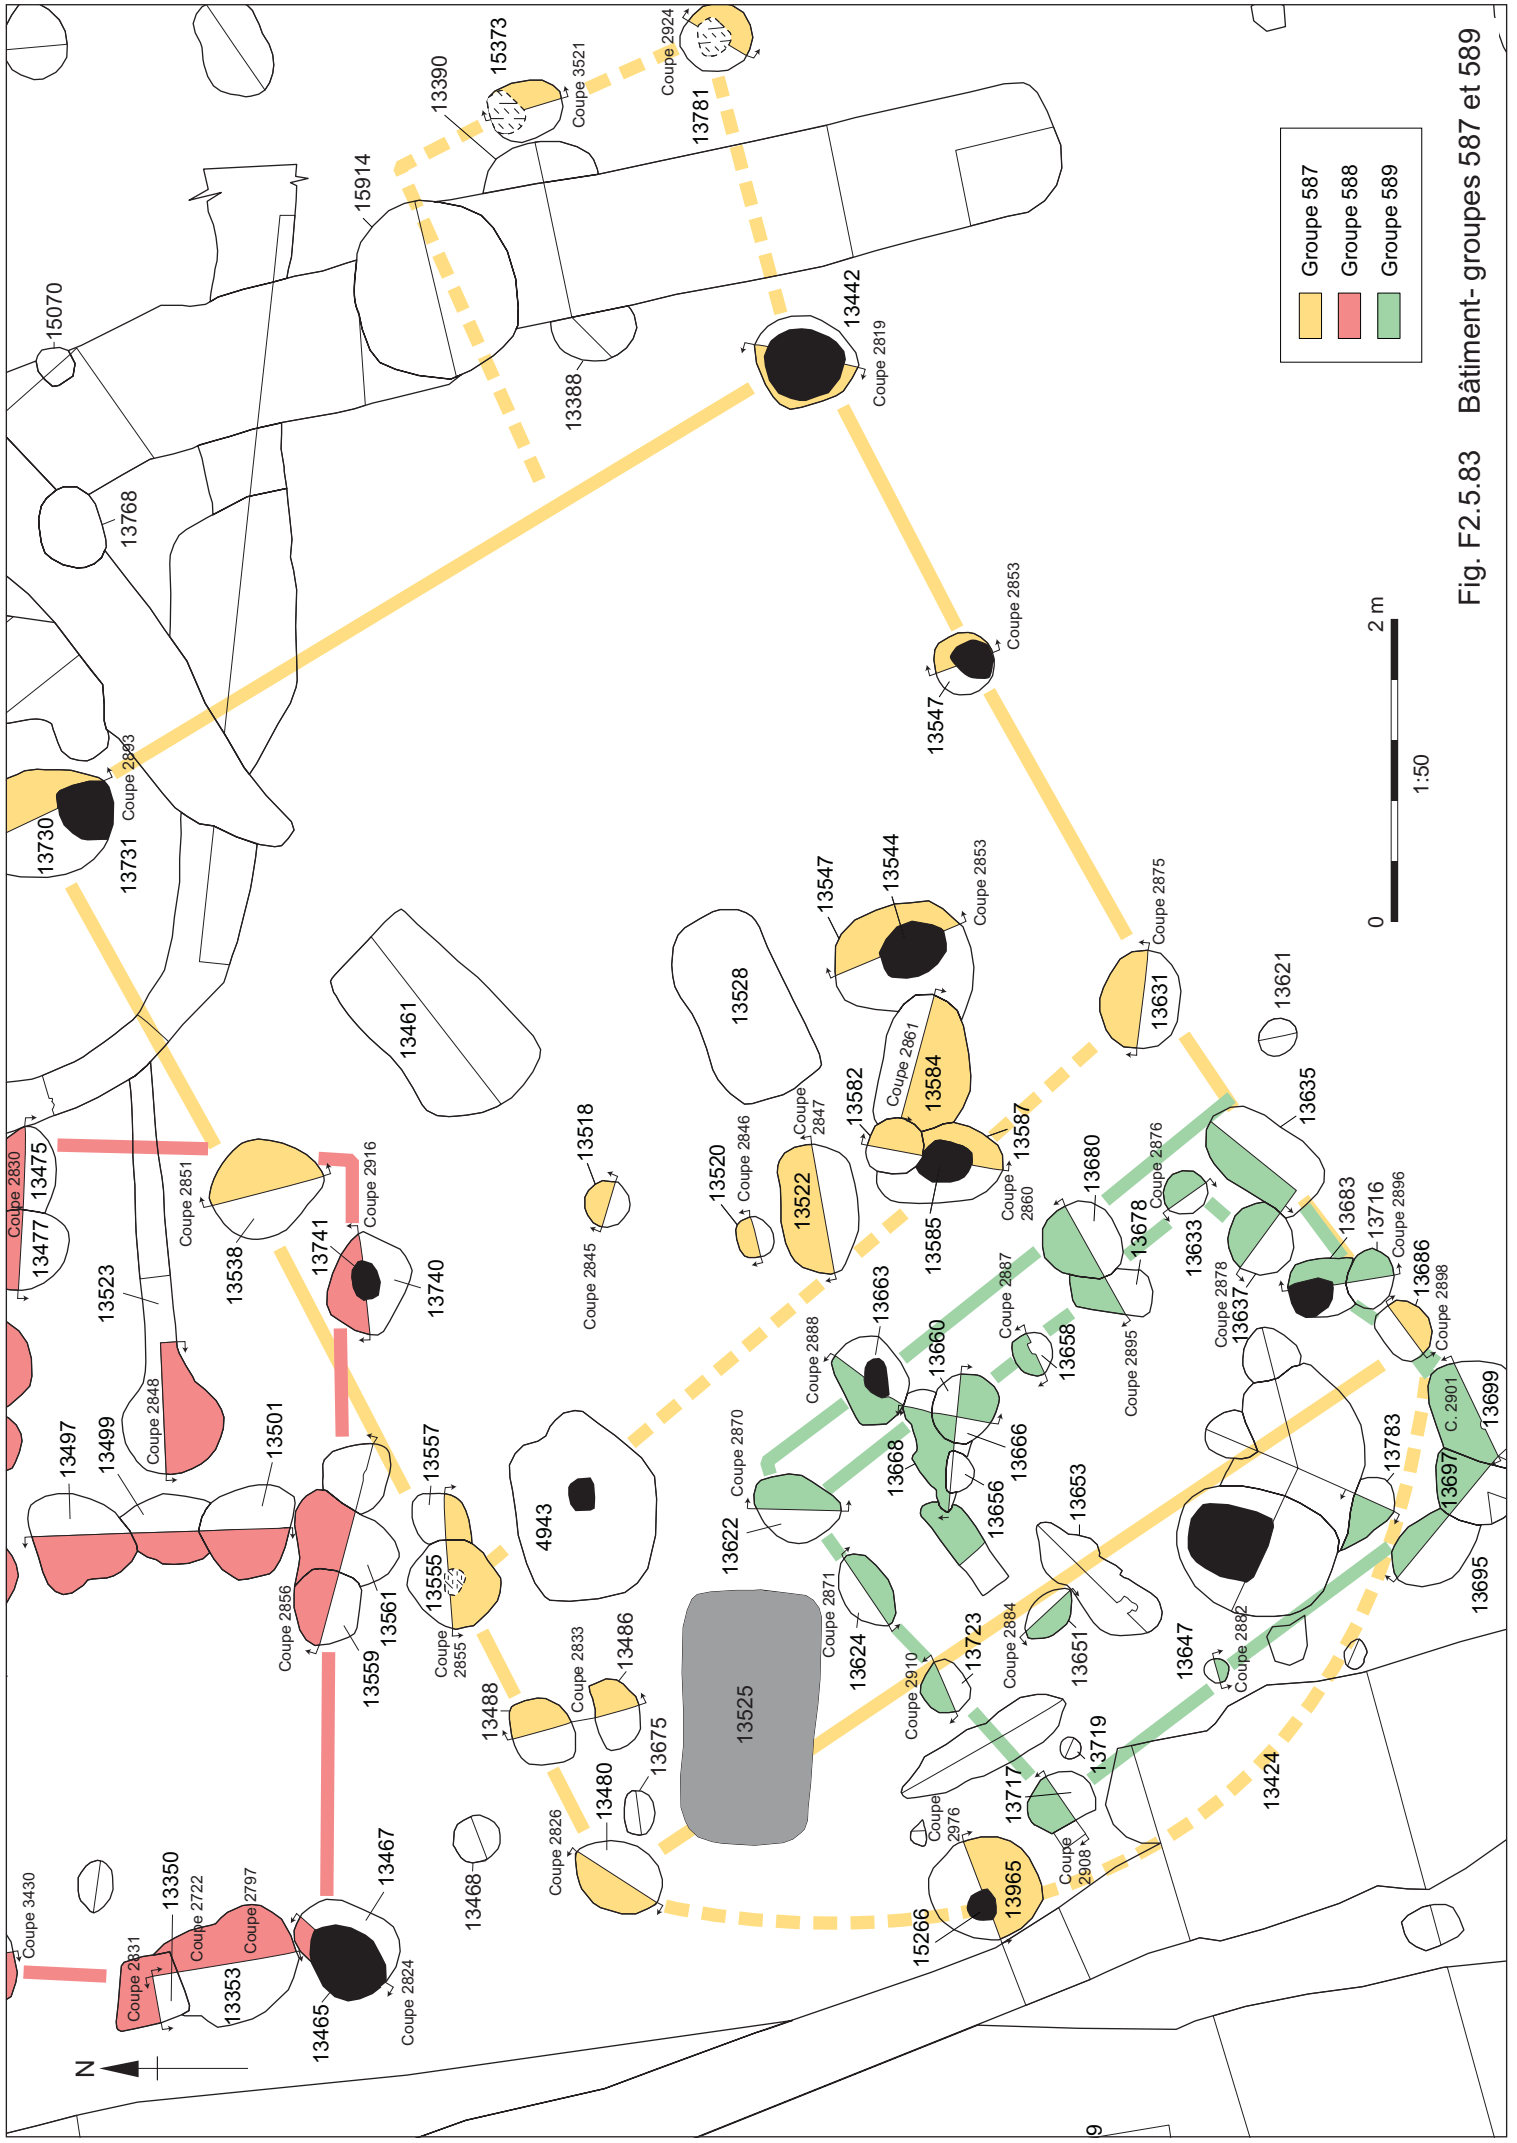 N
Coupe 3430
Coupe 2831
13350
Coupe 2722
Coupe 2797
13353
13465
13467
Coupe 2824
13468
13497
13499
Coupe 2848
13501
Coupe 2856
13559
13561
13523
Coupe 2830
13475
13477
Coupe 2851
13538
13741
Coupe 2916
13740
13557
13555
Coupe 2855
13488
Coupe 2833
13486
13480
13675
Coupe 2826
13525
4943
Coupe 2845
13518
13520
Coupe 2846
13522
Coupe 2847
13461
13528
13730
13731
Coupe 2893
13768
15070
15914
13390
13388
15373
Coupe 3521
Coupe 2924
13781
13442
Coupe 2819
13547
Coupe 2853
13547
13544
Coupe 2853
Coupe 2861
13584
13582
13587
13585
Coupe 2860
13631
Coupe 2875
13621
13635
13680
Coupe 2876
13678
13633
Coupe 2878
13637
13683
13716
Coupe 2896
13686
Coupe 2898
Coupe 2895
Coupe 2887
13658
13660
13663
Coupe 2888
Coupe 2870
13622
13668
13666
13656
13653
Coupe 2871
13624
13723
Coupe 2910
Coupe 2884
13651
13647
Coupe 2882
13783
C. 2901
13699
13697
13695
13719
13717
Coupe 2976
Coupe 2908
13965
15266
13424
9
0
2 m
1:50
Groupe 587
Groupe 588
Groupe 589
Fig. F2.5.83 Bâtiment- groupes 587 et 589